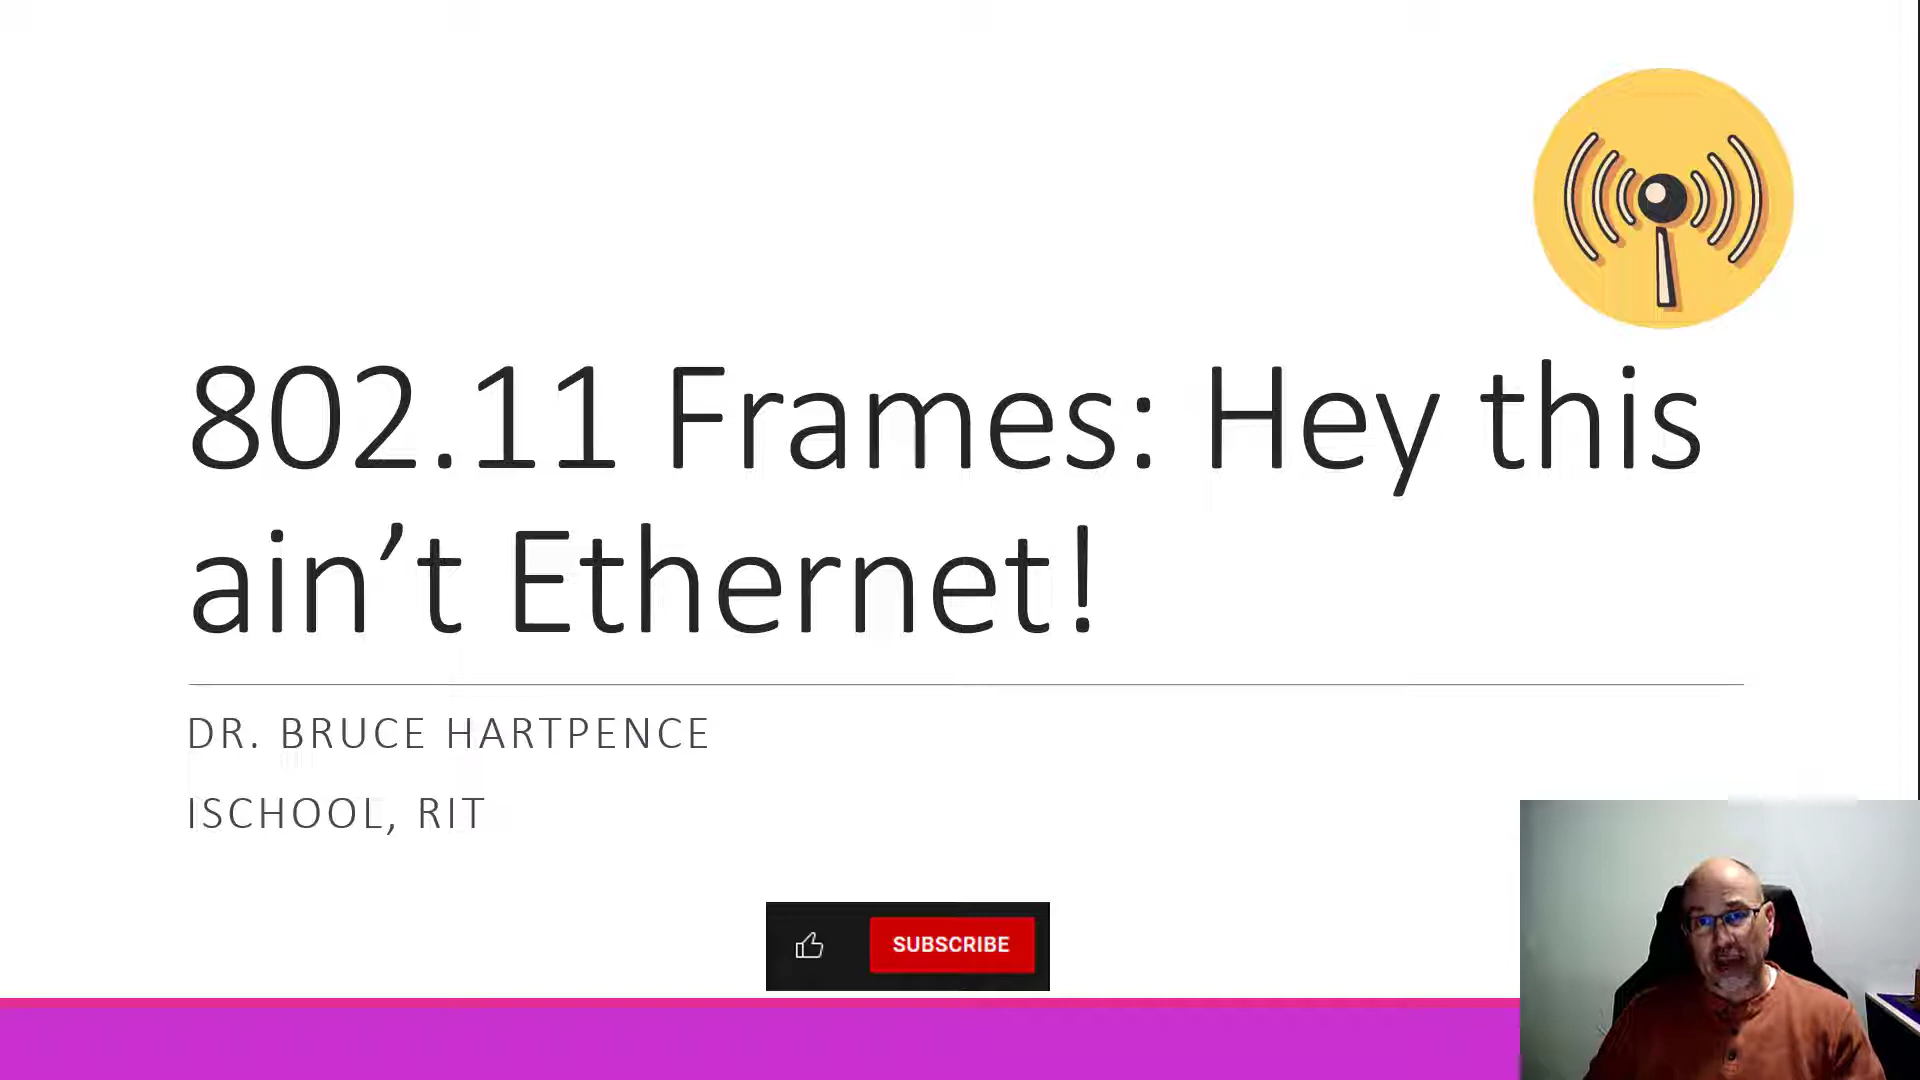 802.11 Frames: Hey this
ain’t Ethernet!
DR. BRUCE HARTPENCE
ISCHOOL, RIT
SUBSCRIBE